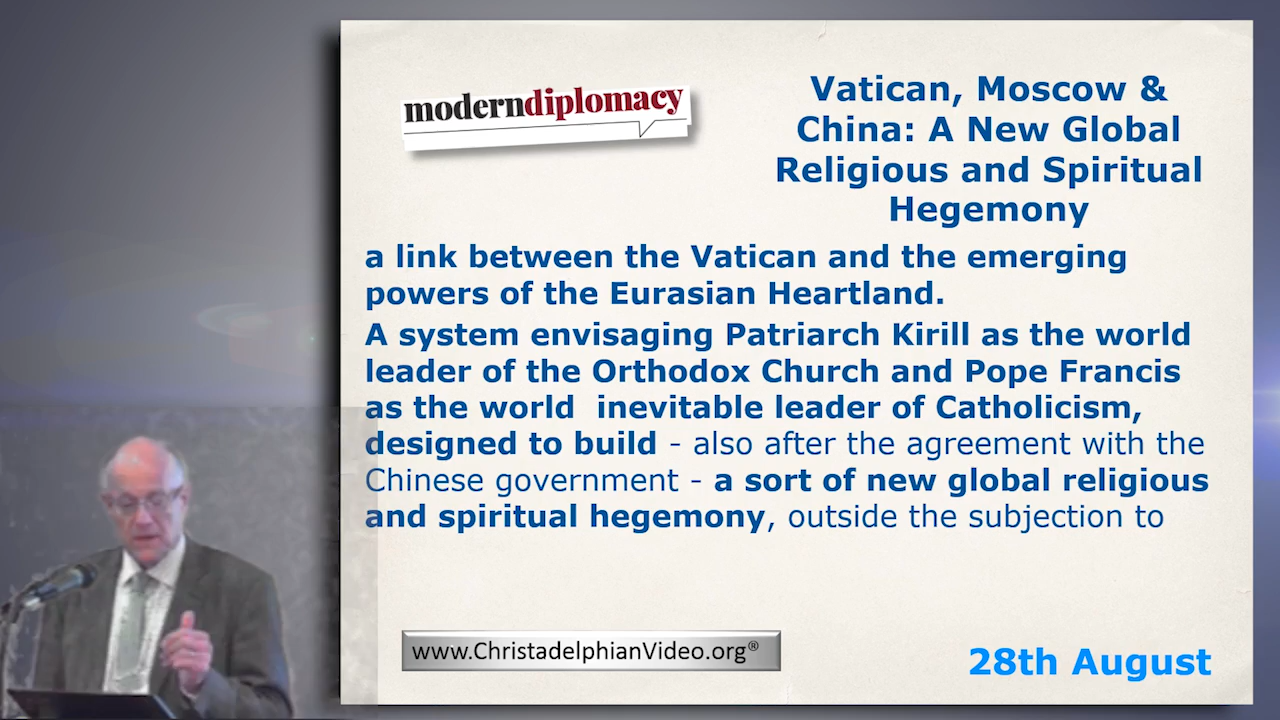 moderndiplomacy
Vatican, Moscow &
China: A New Global
Religious and Spiritual
Hegemony
a link between the Vatican and the emerging
powers of the Eurasian Heartland.
A system envisaging Patriarch Kirill as the world
leader of the Orthodox Church and Pope Francis
as the world inevitable leader of Catholicism,
designed to build - also after the agreement with the
Chinese government - a sort of new global religious
and spiritual hegemony, outside the subjection to
www.ChristadelphianVideo.org®
28th August